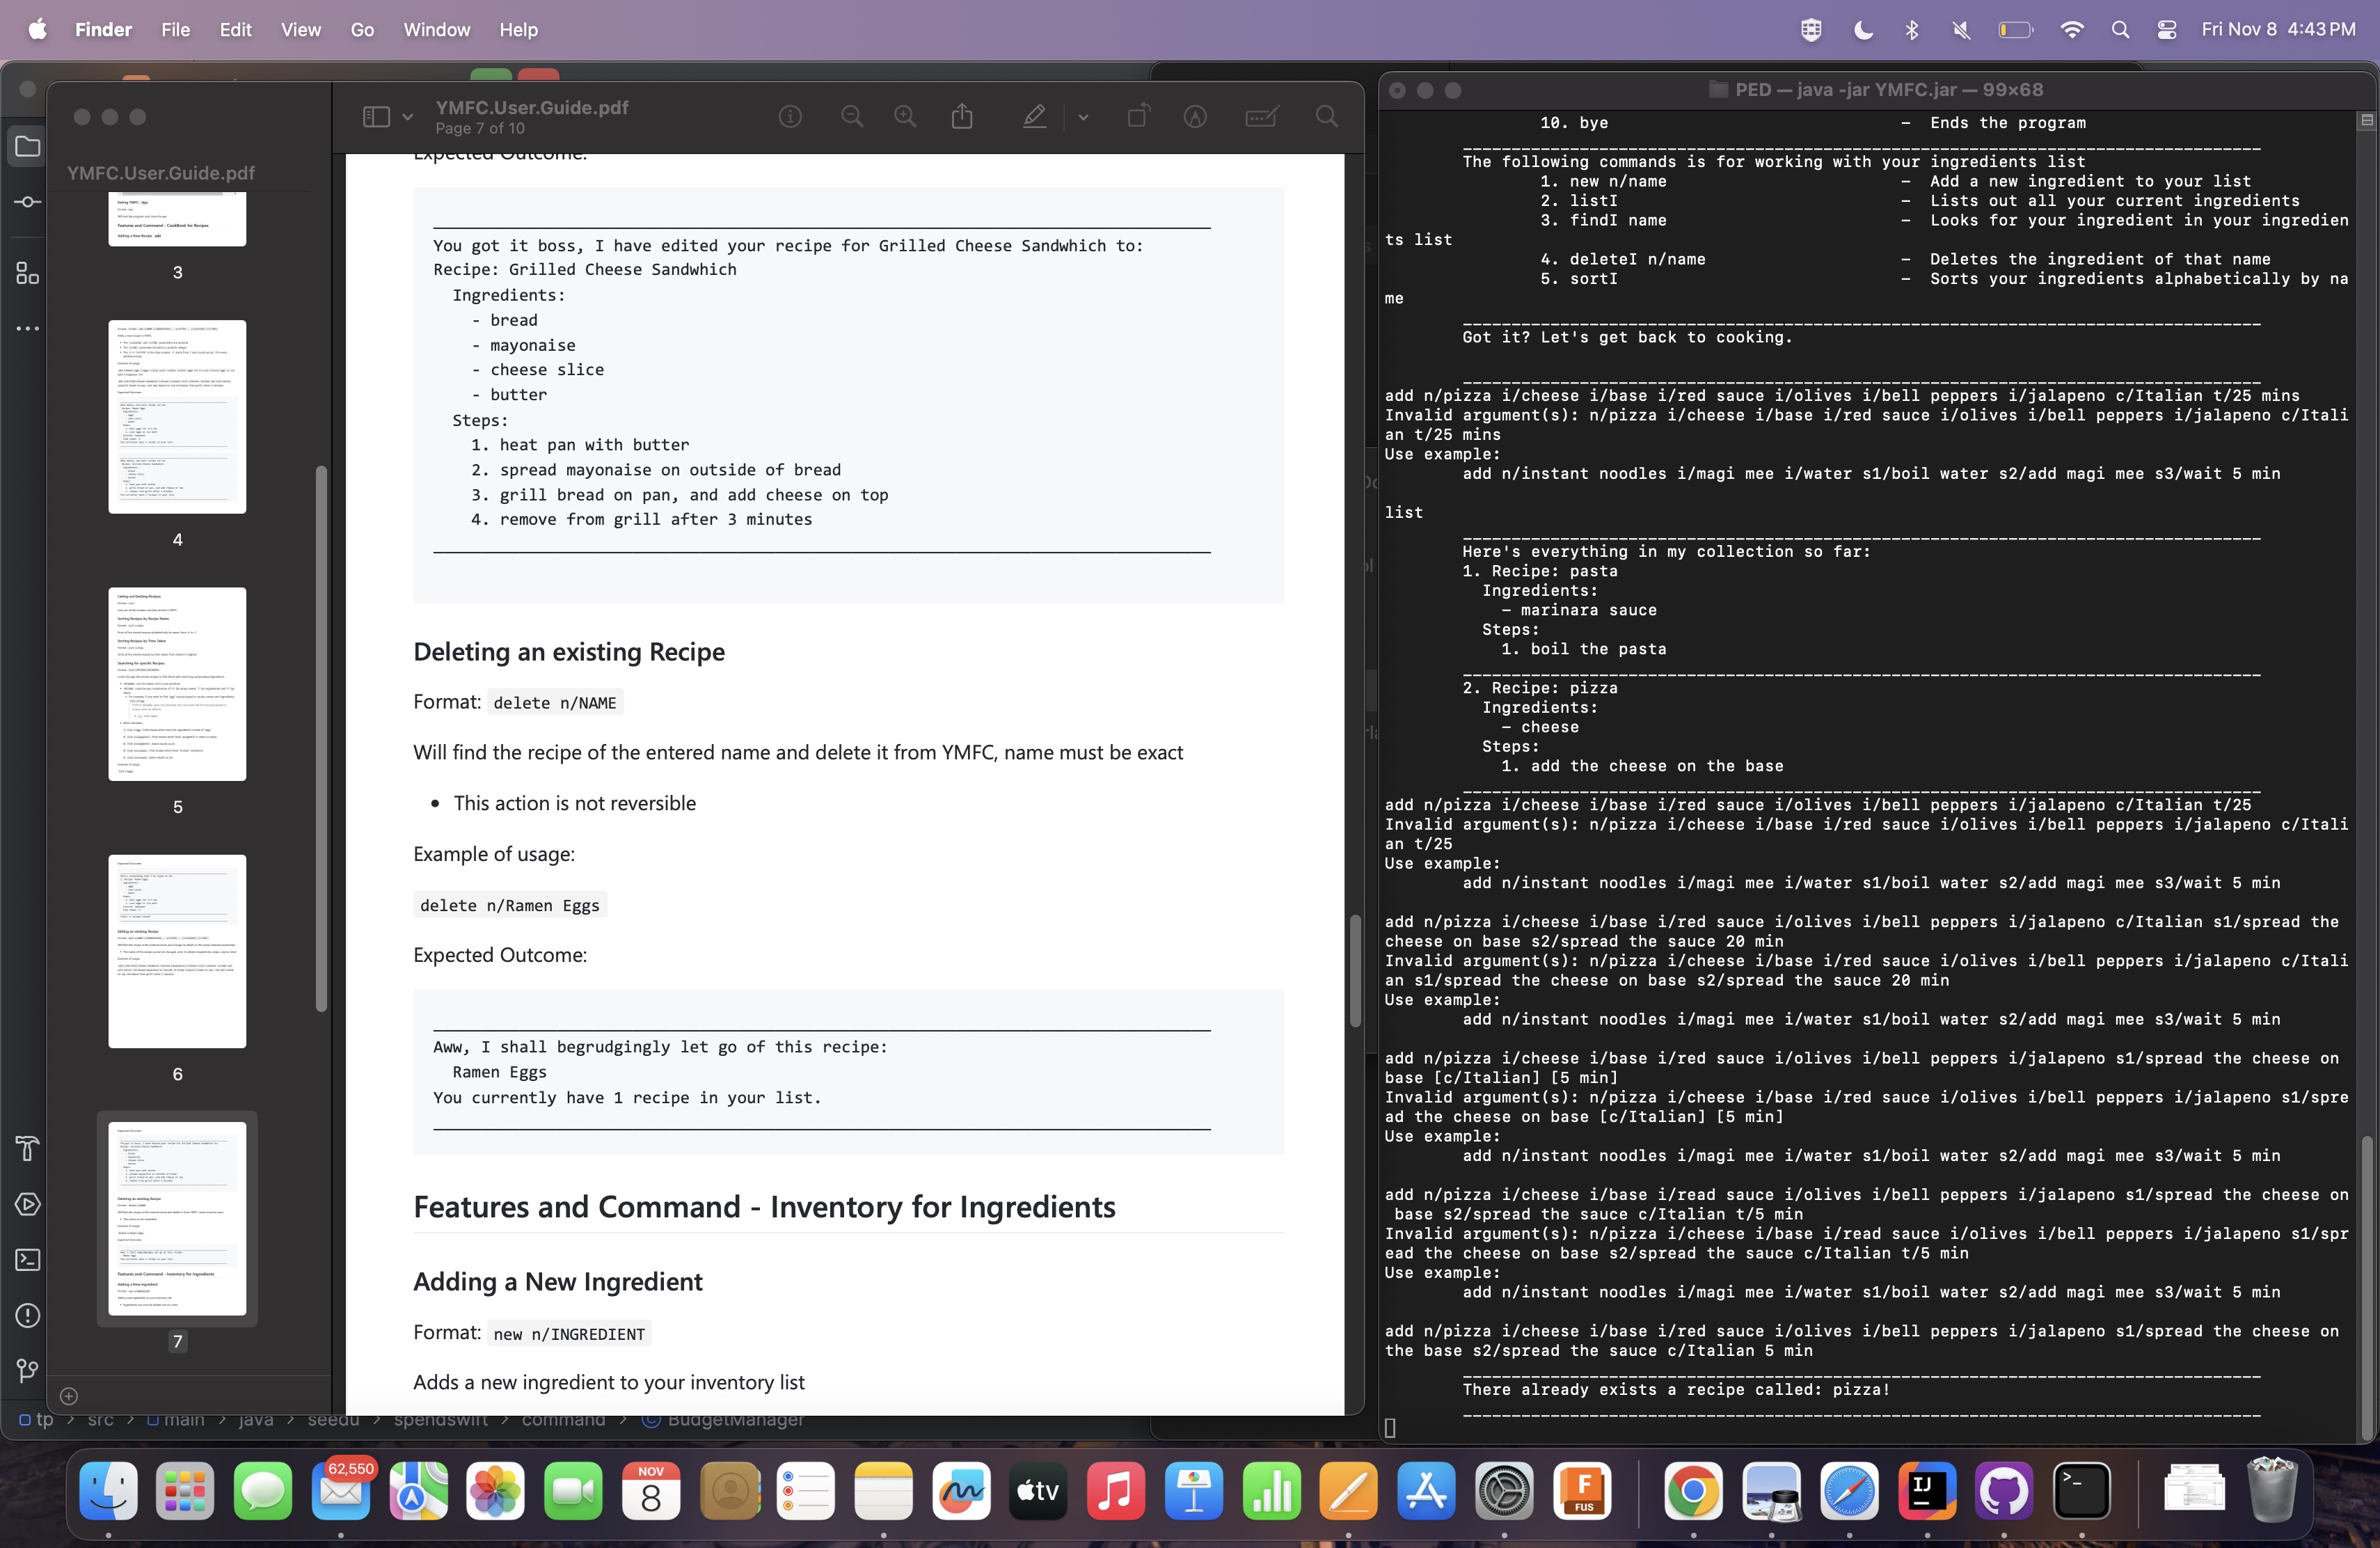 Finder File Edit View Go Window Help
Fri Nov 8 4:43 PM
YMFC.User.Guide.pdf
Page 7 of 10
YMFC.User.Guide.pdf
3
4
5
6
7
Expected Outcome:
You got it boss, I have edited your recipe for Grilled Cheese Sandwhich to:
Recipe: Grilled Cheese Sandwhich
Ingredients:
- bread
- mayonaise
- cheese slice
- butter
Steps:
1. heat pan with butter
2. spread mayonaise on outside of bread
3. grill bread on pan, and add cheese on top
4. remove from grill after 3 minutes
Deleting an existing Recipe
Format: delete n/NAME
Will find the recipe of the entered name and delete it from YMFC, name must be exact
• This action is not reversible
Example of usage:
delete n/Ramen Eggs
Expected Outcome:
Aww, I shall begrudgingly let go of this recipe:
Ramen Eggs
You currently have 1 recipe in your list.
Features and Command - Inventory for Ingredients
Adding a New Ingredient
Format: new n/INGREDIENT
Adds a new ingredient to your inventory list
tp > src > main > java > seedu > spendswift > command > BudgetManager
PED — java -jar YMFC.jar — 99×68
10. bye - Ends the program
The following commands is for working with your ingredients list
1. new n/name - Add a new ingredient to your list
2. listI - Lists out all your current ingredients
3. findI name - Looks for your ingredient in your ingredien
ts list
4. deleteI n/name - Deletes the ingredient of that name
5. sortI - Sorts your ingredients alphabetically by na
me
Got it? Let's get back to cooking.
add n/pizza i/cheese i/base i/red sauce i/olives i/bell peppers i/jalapeno c/Italian t/25 mins
Invalid argument(s): n/pizza i/cheese i/base i/red sauce i/olives i/bell peppers i/jalapeno c/Itali
an t/25 mins
Use example:
add n/instant noodles i/magi mee i/water s1/boil water s2/add magi mee s3/wait 5 min
list
Here's everything in my collection so far:
1. Recipe: pasta
Ingredients:
- marinara sauce
Steps:
1. boil the pasta
2. Recipe: pizza
Ingredients:
- cheese
Steps:
1. add the cheese on the base
add n/pizza i/cheese i/base i/red sauce i/olives i/bell peppers i/jalapeno c/Italian t/25
Invalid argument(s): n/pizza i/cheese i/base i/red sauce i/olives i/bell peppers i/jalapeno c/Itali
an t/25
Use example:
add n/instant noodles i/magi mee i/water s1/boil water s2/add magi mee s3/wait 5 min
add n/pizza i/cheese i/base i/red sauce i/olives i/bell peppers i/jalapeno c/Italian s1/spread the
cheese on base s2/spread the sauce 20 min
Invalid argument(s): n/pizza i/cheese i/base i/red sauce i/olives i/bell peppers i/jalapeno c/Itali
an s1/spread the cheese on base s2/spread the sauce 20 min
Use example:
add n/instant noodles i/magi mee i/water s1/boil water s2/add magi mee s3/wait 5 min
add n/pizza i/cheese i/base i/red sauce i/olives i/bell peppers i/jalapeno s1/spread the cheese on
base [c/Italian] [5 min]
Invalid argument(s): n/pizza i/cheese i/base i/red sauce i/olives i/bell peppers i/jalapeno s1/spre
ad the cheese on base [c/Italian] [5 min]
Use example:
add n/instant noodles i/magi mee i/water s1/boil water s2/add magi mee s3/wait 5 min
add n/pizza i/cheese i/base i/read sauce i/olives i/bell peppers i/jalapeno s1/spread the cheese on
base s2/spread the sauce c/Italian t/5 min
Invalid argument(s): n/pizza i/cheese i/base i/read sauce i/olives i/bell peppers i/jalapeno s1/spr
ead the cheese on base s2/spread the sauce c/Italian t/5 min
Use example:
add n/instant noodles i/magi mee i/water s1/boil water s2/add magi mee s3/wait 5 min
add n/pizza i/cheese i/base i/red sauce i/olives i/bell peppers i/jalapeno s1/spread the cheese on
the base s2/spread the sauce c/Italian 5 min
There already exists a recipe called: pizza!
62,550
NOV
8
tv
F
FUS
IJ